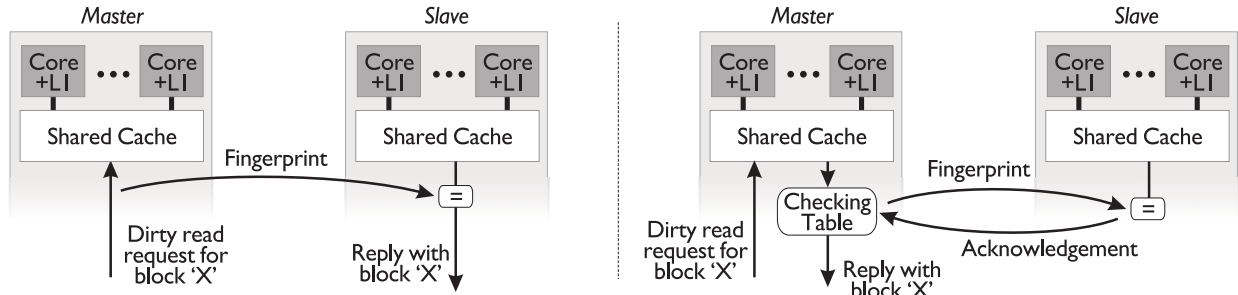 Master
Slave
Core
+L1
•••
Core
+L1
Core
+L1
•••
Core
+L1
Shared Cache
Shared Cache
Fingerprint
=
Dirty read
request for
block ‘X’
Reply with
block ‘X’
Master
Slave
Core
+L1
•••
Core
+L1
Core
+L1
•••
Core
+L1
Shared Cache
Shared Cache
Fingerprint
Checking
Table
=
Acknowledgement
Dirty read
request for
block ‘X’
Reply with
block ‘X’